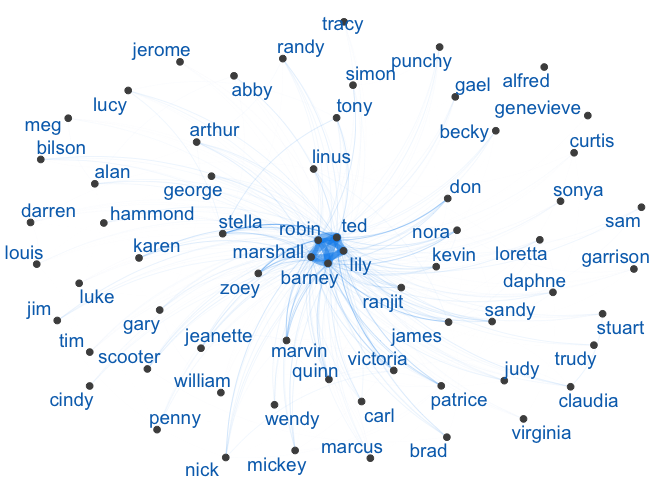 tracy
jerome
randy
punchy
simon
alfred
abby
gael
lucy
genevieve
tony
meg
arthur
becky
curtis
bilson
linus
alan
george
don
sonya
darren
hammond
stella
robin
ted
nora
sam
louis
karen
marshall
lily
kevin
loretta
garrison
zoey
barney
daphne
jim
luke
ranjit
gary
sandy
stuart
tim
jeanette
james
scooter
marvin
victoria
trudy
quinn
judy
cindy
william
patrice
claudia
penny
wendy
carl
virginia
nick
mickey
marcus
brad